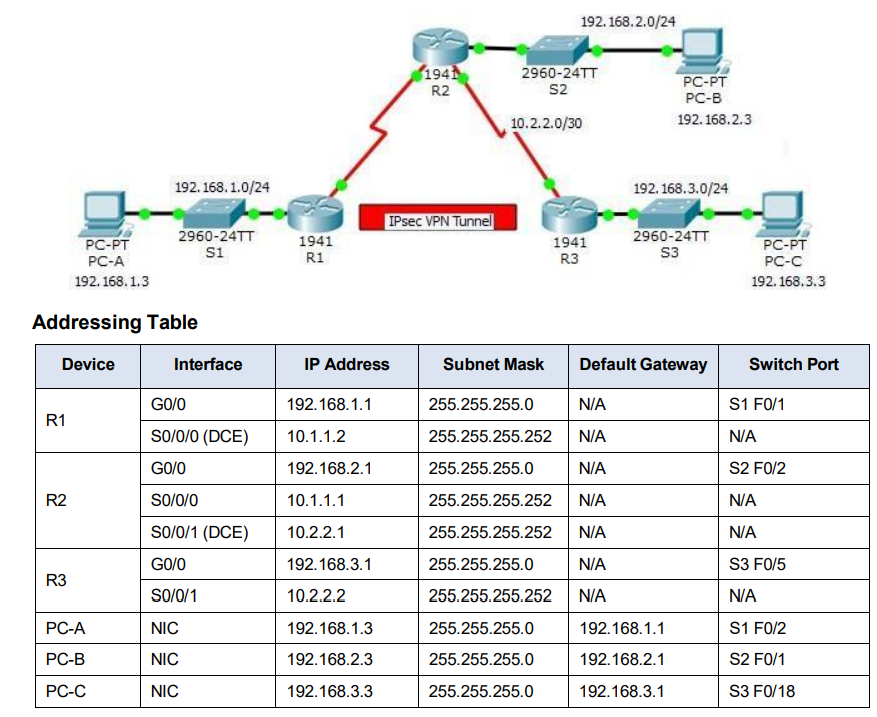 192.168.2.0/24
1941
R2
2960-24TT
S2
PC-PT
PC-B
192.168.2.3
10.2.2.0/30
192.168.1.0/24
PC-PT
PC-A
192.168.1.3
2960-24TT
S1
1941
R1
IPsec VPN Tunnel
1941
R3
192.168.3.0/24
2960-24TT
S3
PC-PT
PC-C
192.168.3.3
Addressing Table
Device Interface IP Address Subnet Mask Default Gateway Switch Port
R1 G0/0 192.168.1.1 255.255.255.0 N/A S1 F0/1
S0/0/0 (DCE) 10.1.1.2 255.255.255.252 N/A N/A
R2 G0/0 192.168.2.1 255.255.255.0 N/A S2 F0/2
S0/0/0 10.1.1.1 255.255.255.252 N/A N/A
S0/0/1 (DCE) 10.2.2.1 255.255.255.252 N/A N/A
R3 G0/0 192.168.3.1 255.255.255.0 N/A S3 F0/5
S0/0/1 10.2.2.2 255.255.255.252 N/A N/A
PC-A NIC 192.168.1.3 255.255.255.0 192.168.1.1 S1 F0/2
PC-B NIC 192.168.2.3 255.255.255.0 192.168.2.1 S2 F0/1
PC-C NIC 192.168.3.3 255.255.255.0 192.168.3.1 S3 F0/18